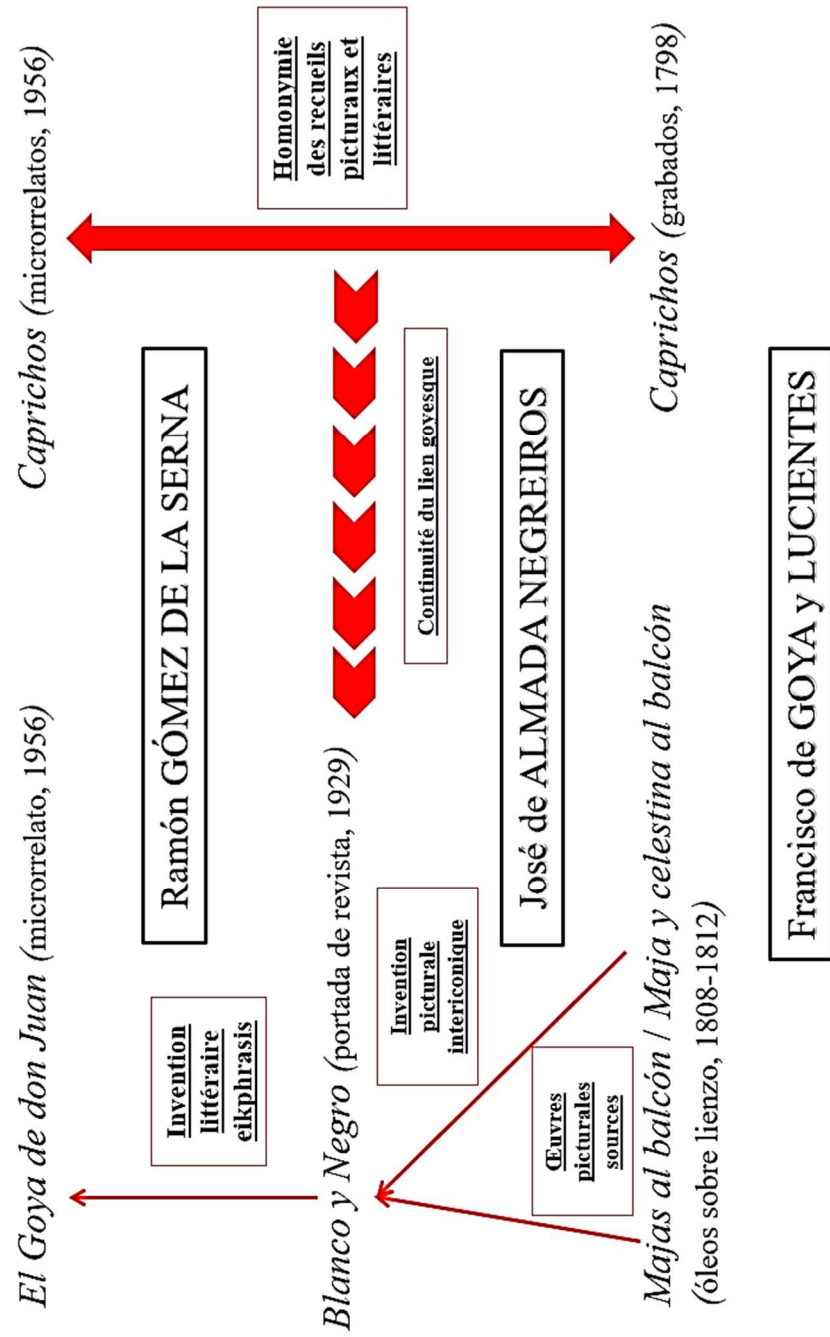 El Goya de don Juan (microrrelato, 1956)
Caprichos (microrrelatos, 1956)
Ramón GÓMEZ DE LA SERNA
Invention
littéraire
eikphrasis
Homonymie
des recueils
picturaux et
littéraires
Blanco y Negro (portada de revista, 1929)
Continuité du lien goyesque
Invention
picturale
intericonique
José de ALMADA NEGREIROS
Œuvres
picturales
sources
Majas al balcón / Maja y celestina al balcón
(óleos sobre lienzo, 1808-1812)
Caprichos (grabados, 1798)
Francisco de GOYA y LUCIENTES